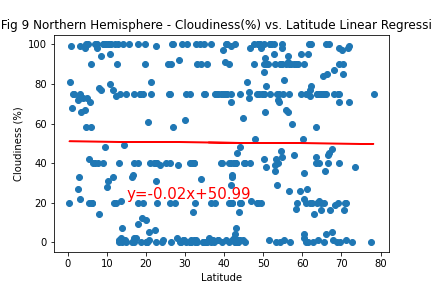 Fig 9 Northern Hemisphere - Cloudiness(%) vs. Latitude Linear Regressi
100
80
60
40
20
0
Cloudiness (%)
y=-0.02x+50.99
0 10 20 30 40 50 60 70 80
Latitude